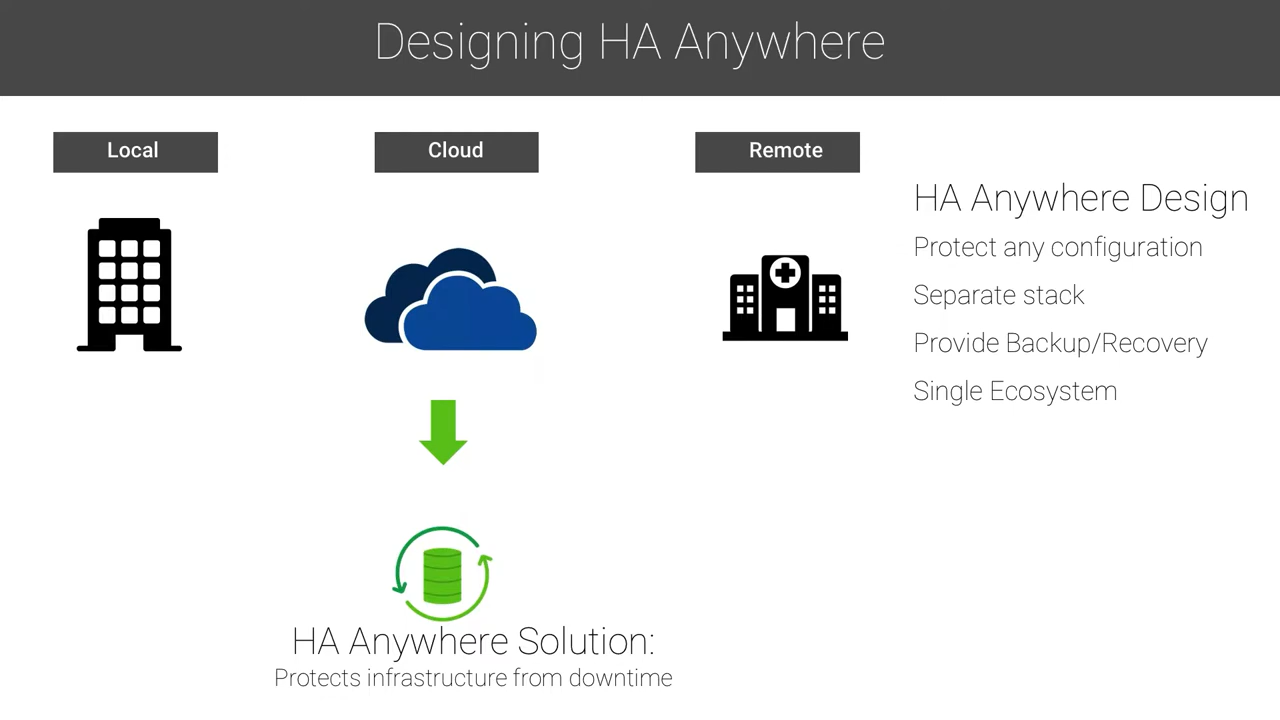 Designing HA Anywhere
Local
Cloud
Remote
HA Anywhere Design
Protect any configuration
Separate stack
Provide Backup/Recovery
Single Ecosystem
HA Anywhere Solution:
Protects infrastructure from downtime